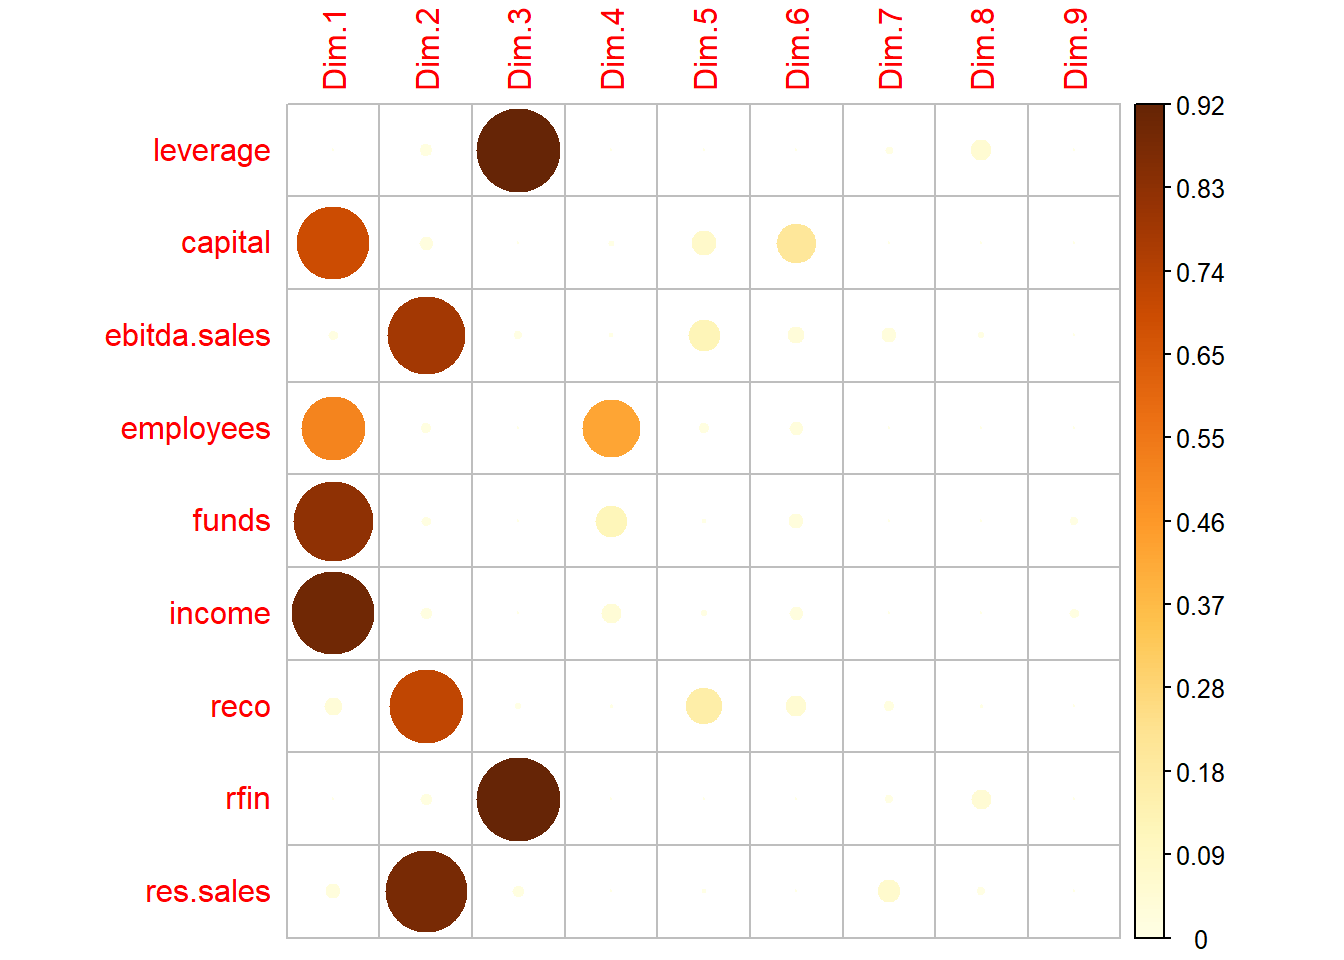 Dim.1 Dim.2 Dim.3 Dim.4 Dim.5 Dim.6 Dim.7 Dim.8 Dim.9
leverage
capital
ebitda.sales
employees
funds
income
reco
rfin
res.sales
0.92
0.83
0.74
0.65
0.55
0.46
0.37
0.28
0.18
0.09
0